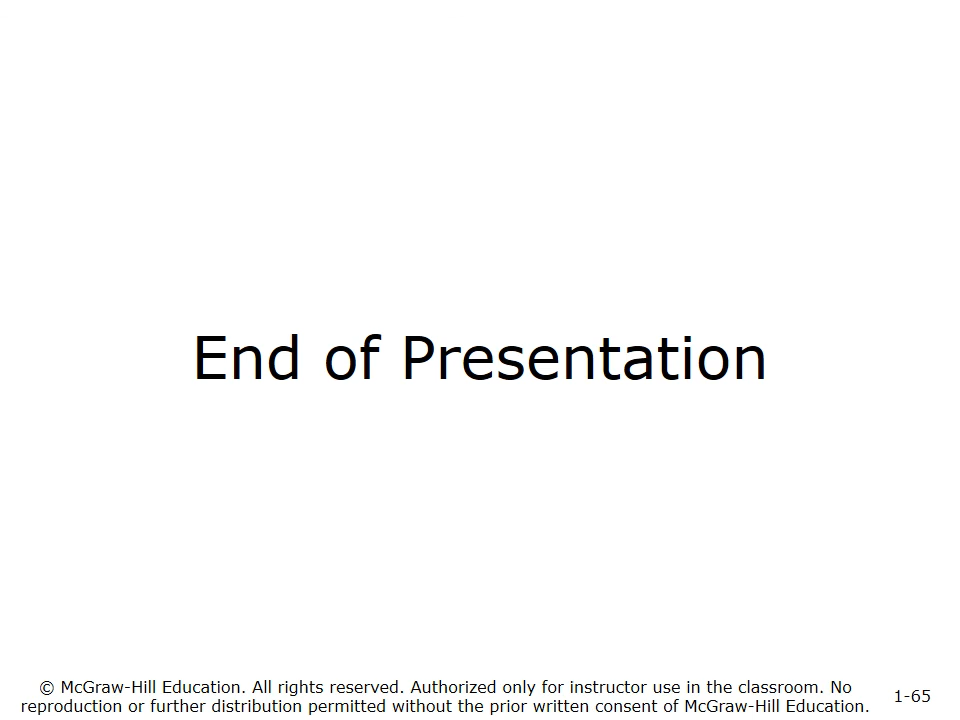 End of Presentation
© McGraw-Hill Education. All rights reserved. Authorized only for instructor use in the classroom. No
reproduction or further distribution permitted without the prior written consent of McGraw-Hill Education.
1-65